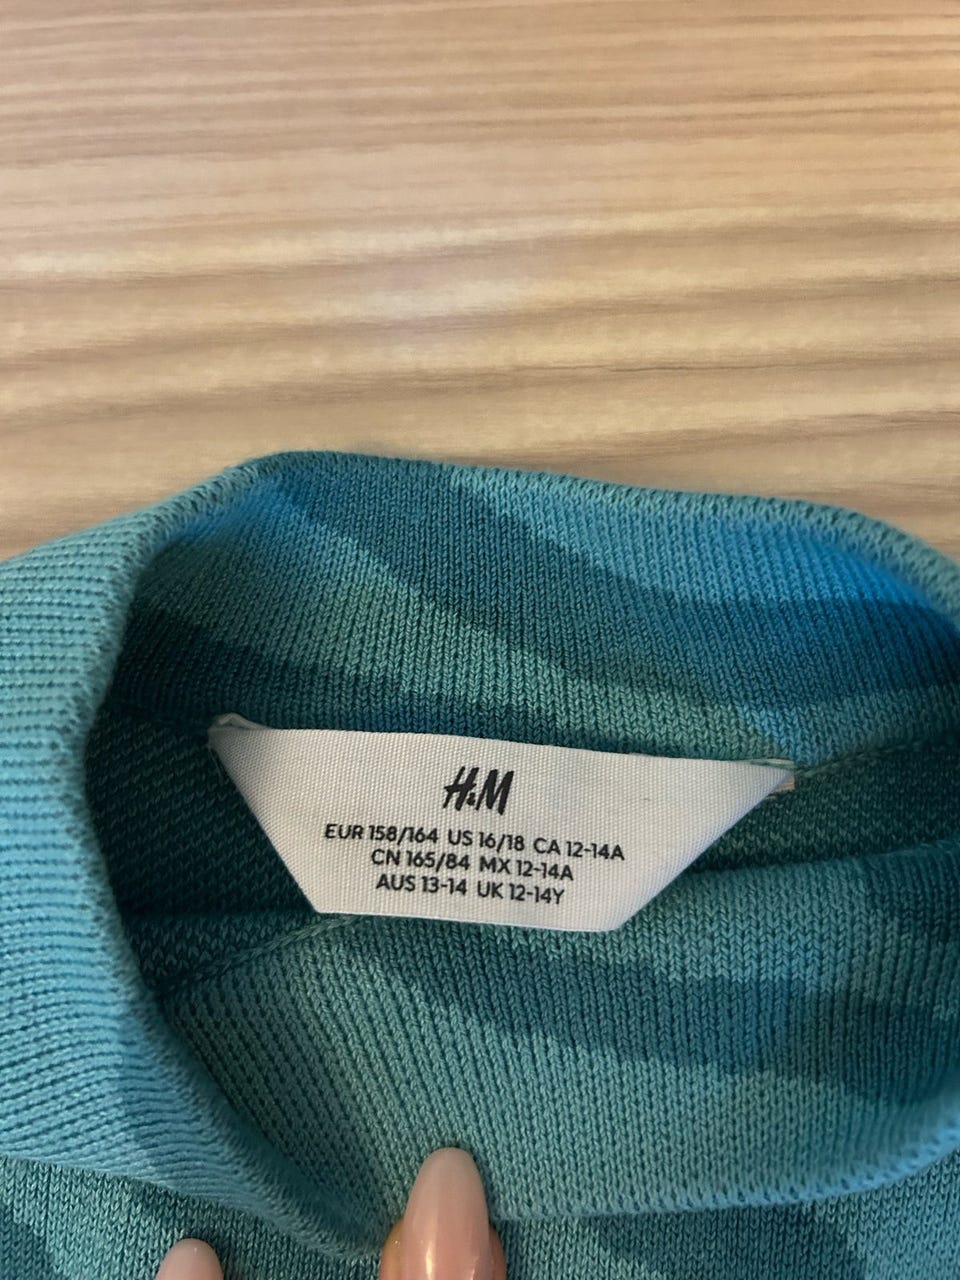 H&M
EUR 158/164 US 16/18 CA 12-14A
CN 165/84 MX 12-14A
AUS 13-14 UK 12-14Y